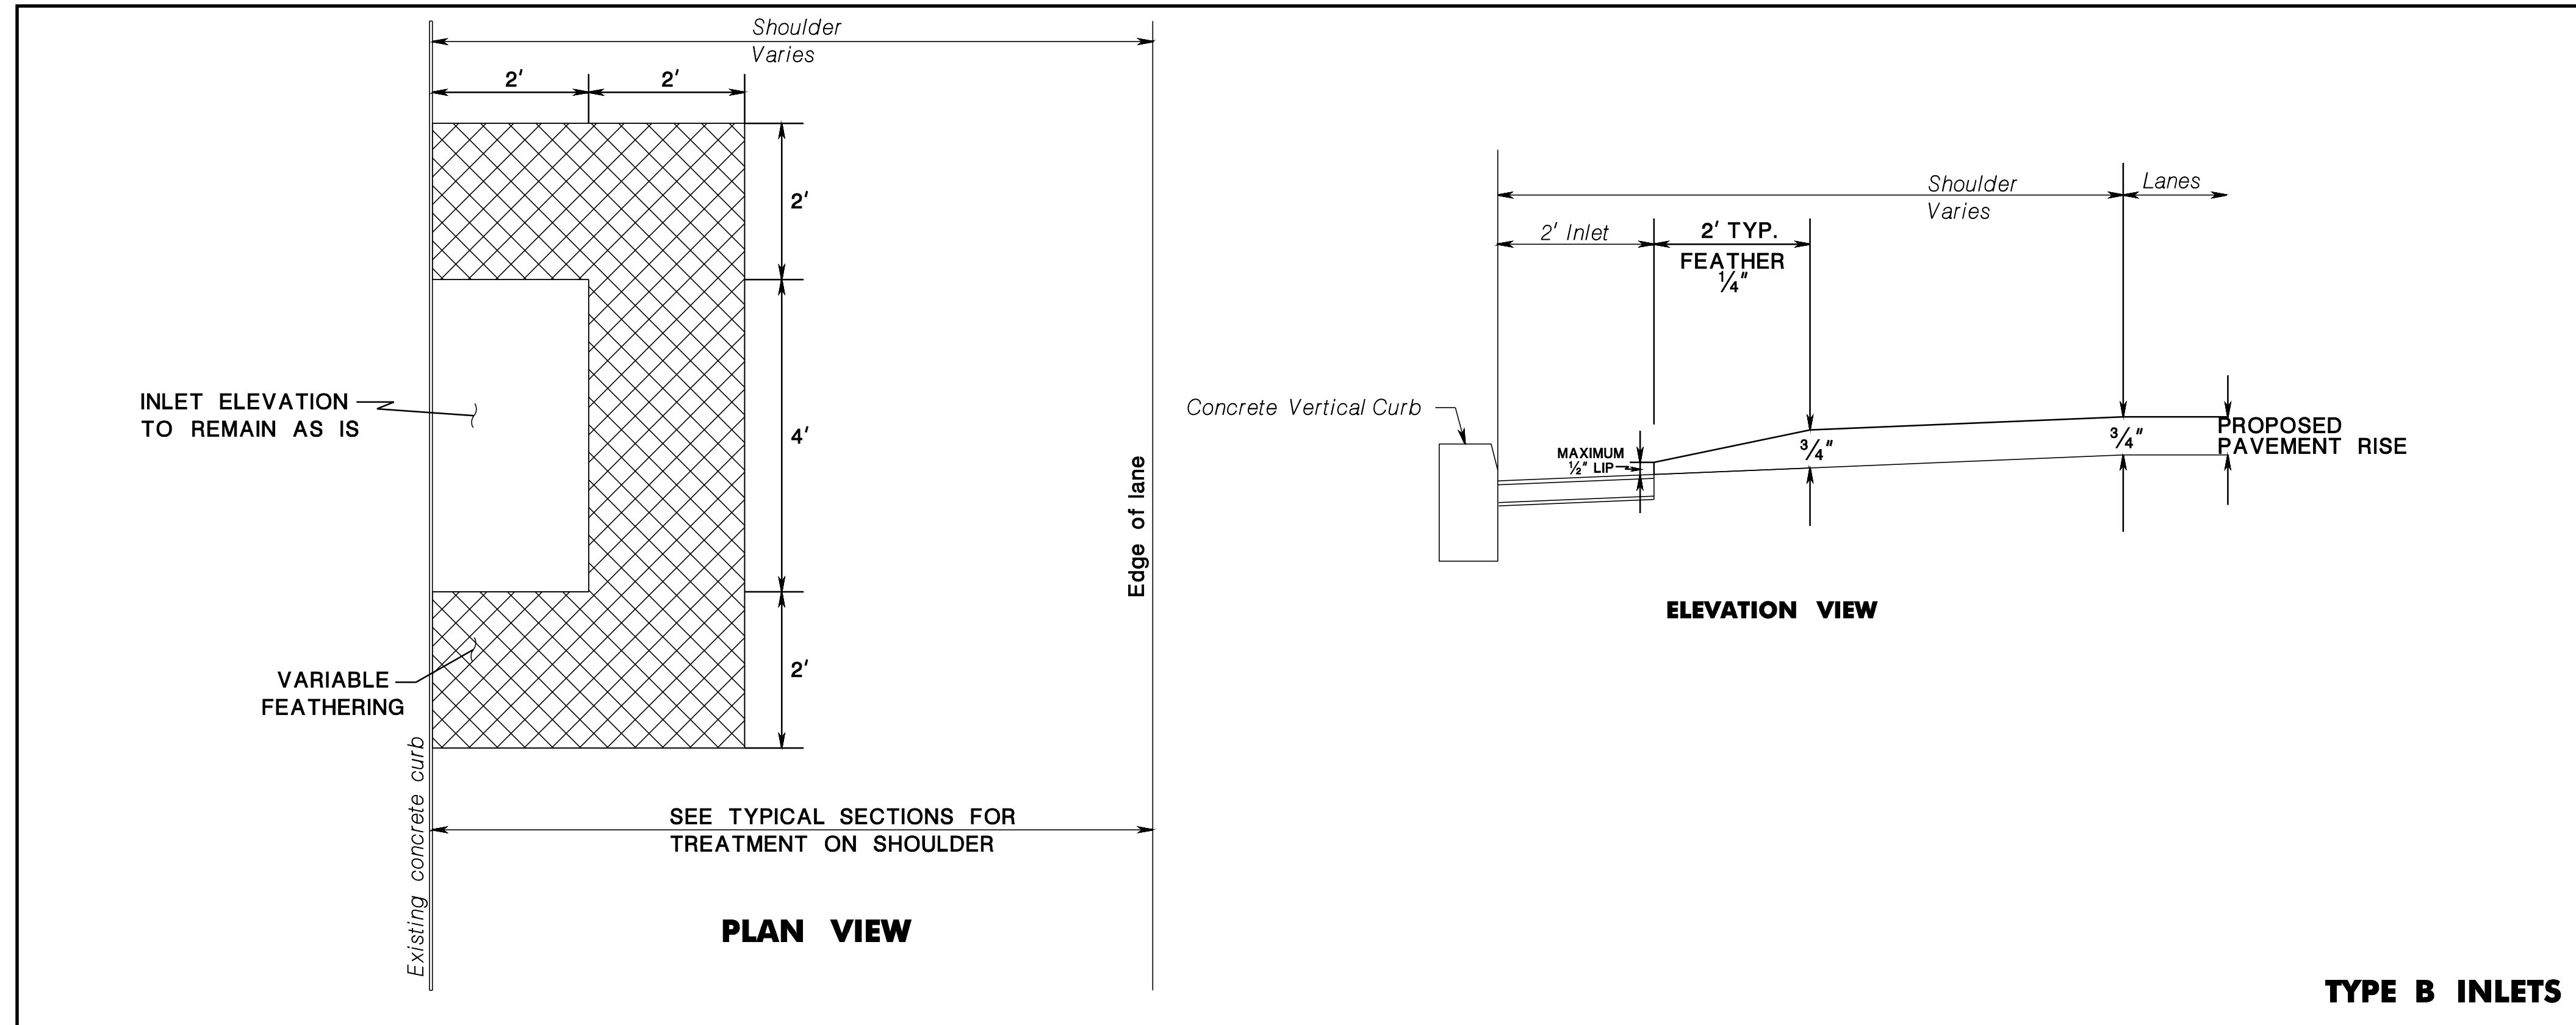 Shoulder
Varies
2'
2'
2'
4'
2'
INLET ELEVATION
TO REMAIN AS IS
VARIABLE
FEATHERING
Existing concrete curb
Edge of lane
SEE TYPICAL SECTIONS FOR
TREATMENT ON SHOULDER
PLAN VIEW
Shoulder
Varies
Lanes
2' Inlet
2' TYP.
FEATHER
1/4"
Concrete Vertical Curb
MAXIMUM
1/2" LIP
3/4"
3/4"
PROPOSED
PAVEMENT RISE
ELEVATION VIEW
TYPE B INLETS